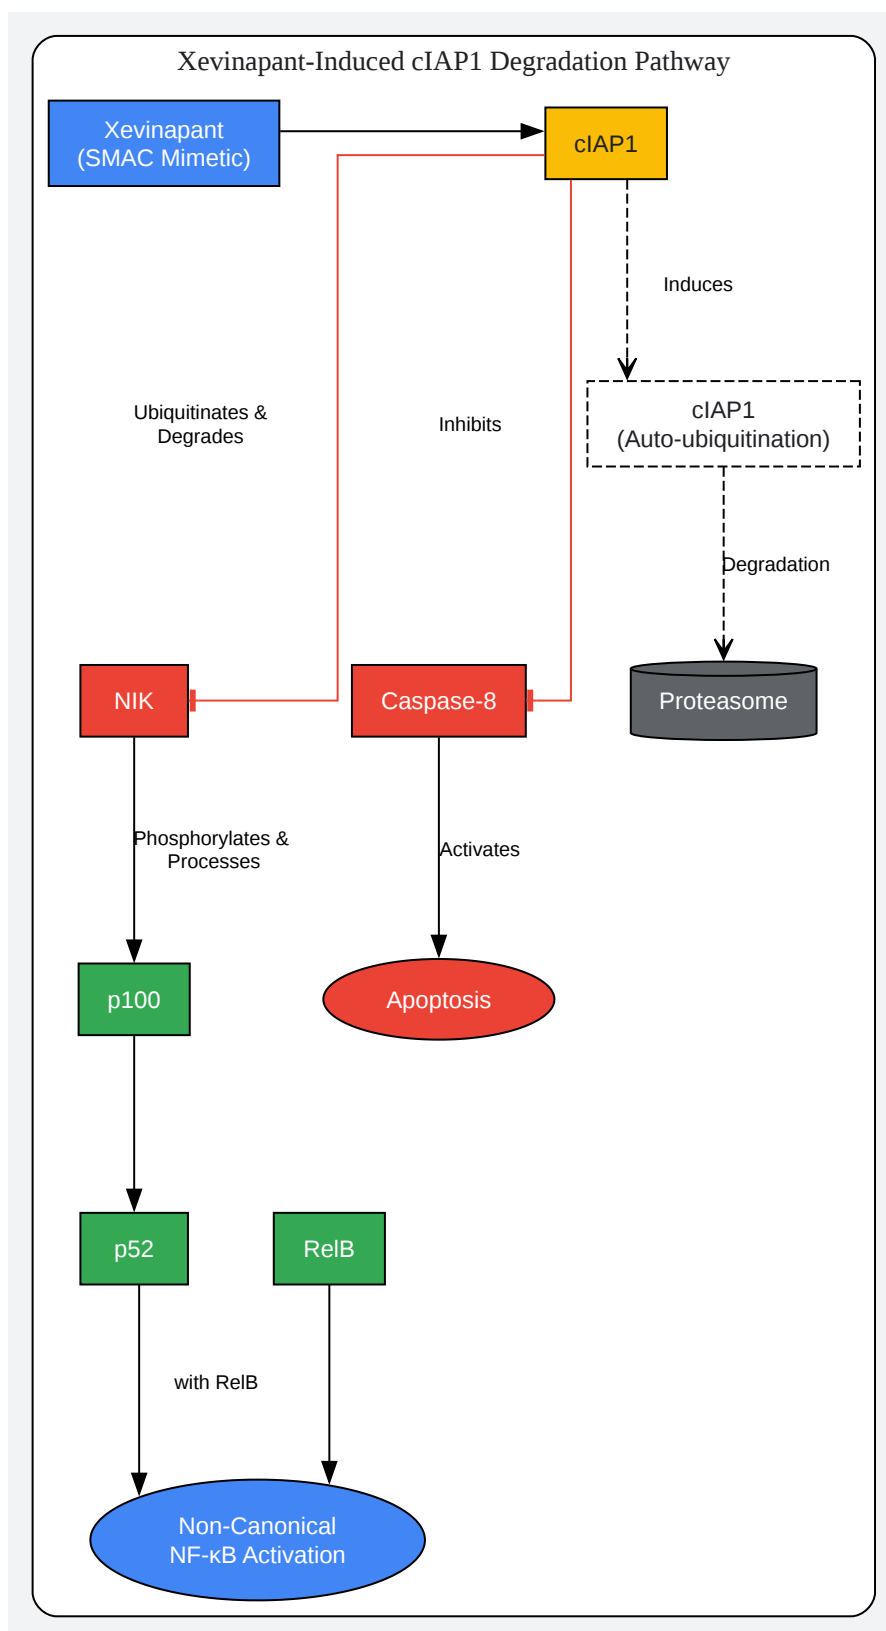 Xevinapant-Induced cIAP1 Degradation Pathway
Xevinapant
(SMAC Mimetic)
cIAP1
Induces
Ubiquitinates &
Degrades
Inhibits
cIAP1
(Auto-ubiquitination)
Degradation
NIK
Caspase-8
Proteasome
Phosphorylates &
Processes
Activates
p100
Apoptosis
p52
RelB
with RelB
Non-Canonical
NF-κB Activation